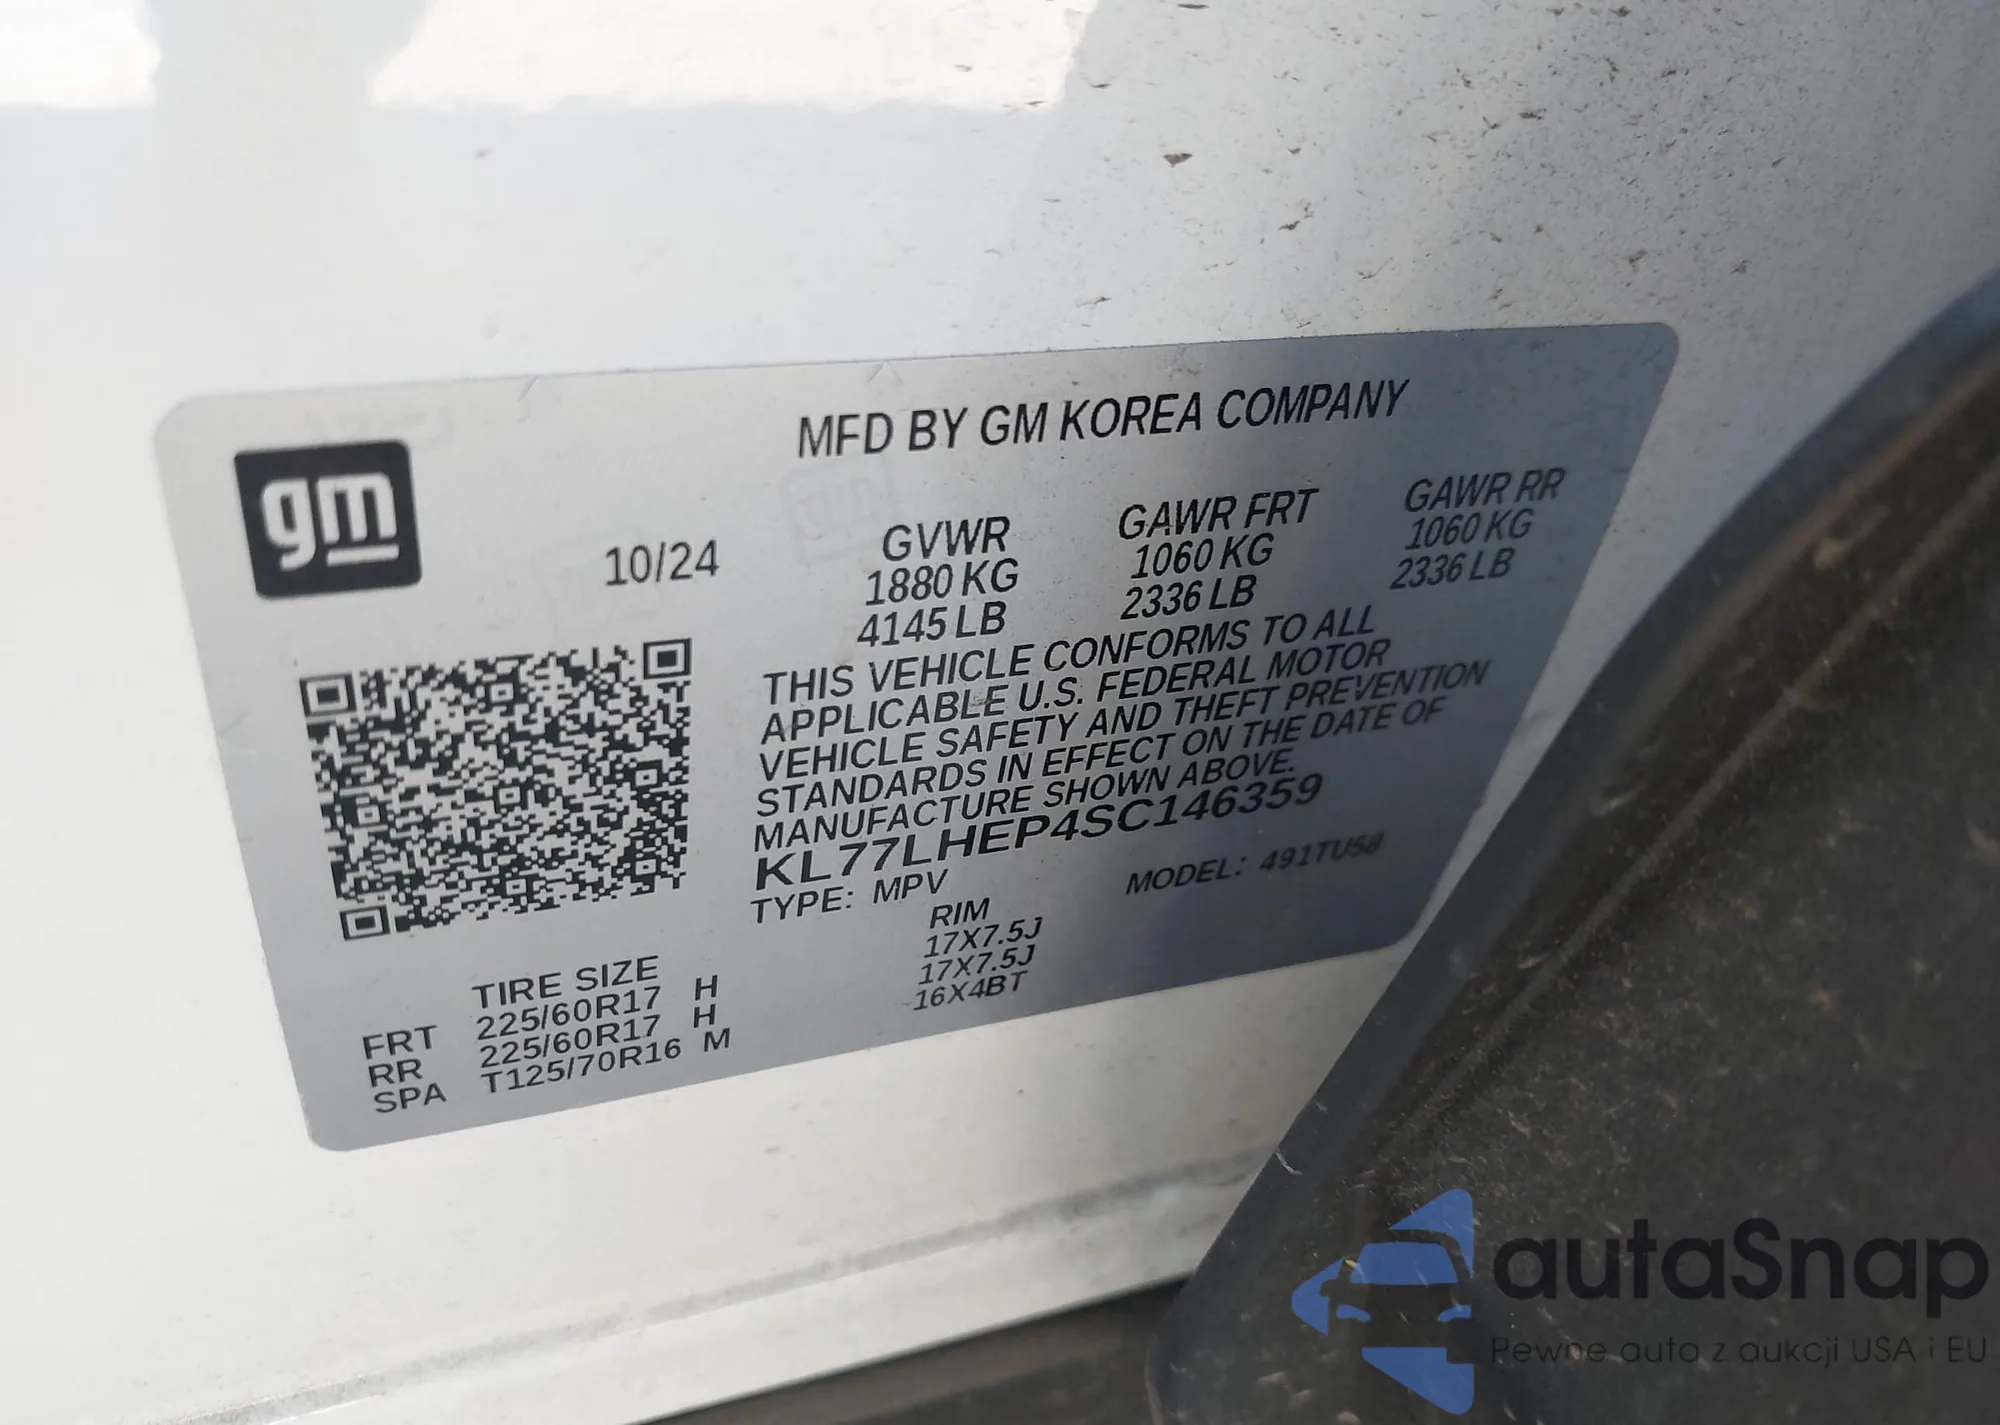 gm
MFD BY GM KOREA COMPANY
10/24
GVWR GAWR FRT GAWR RR
1880 KG 1060 KG 1060 KG
4145 LB 2336 LB 2336 LB
THIS VEHICLE CONFORMS TO ALL
APPLICABLE U.S. FEDERAL MOTOR
VEHICLE SAFETY AND THEFT PREVENTION
STANDARDS IN EFFECT ON THE DATE OF
MANUFACTURE SHOWN ABOVE.
KL77LHEP4SC146359
TYPE: MPV MODEL: 491TU58
TIRE SIZE RIM
FRT 225/60R17 H 17X7.5J
RR 225/60R17 H 17X7.5J
SPA T125/70R16 M 16X4BT
autaSnap
Pewne auta z aukcji USA i EU